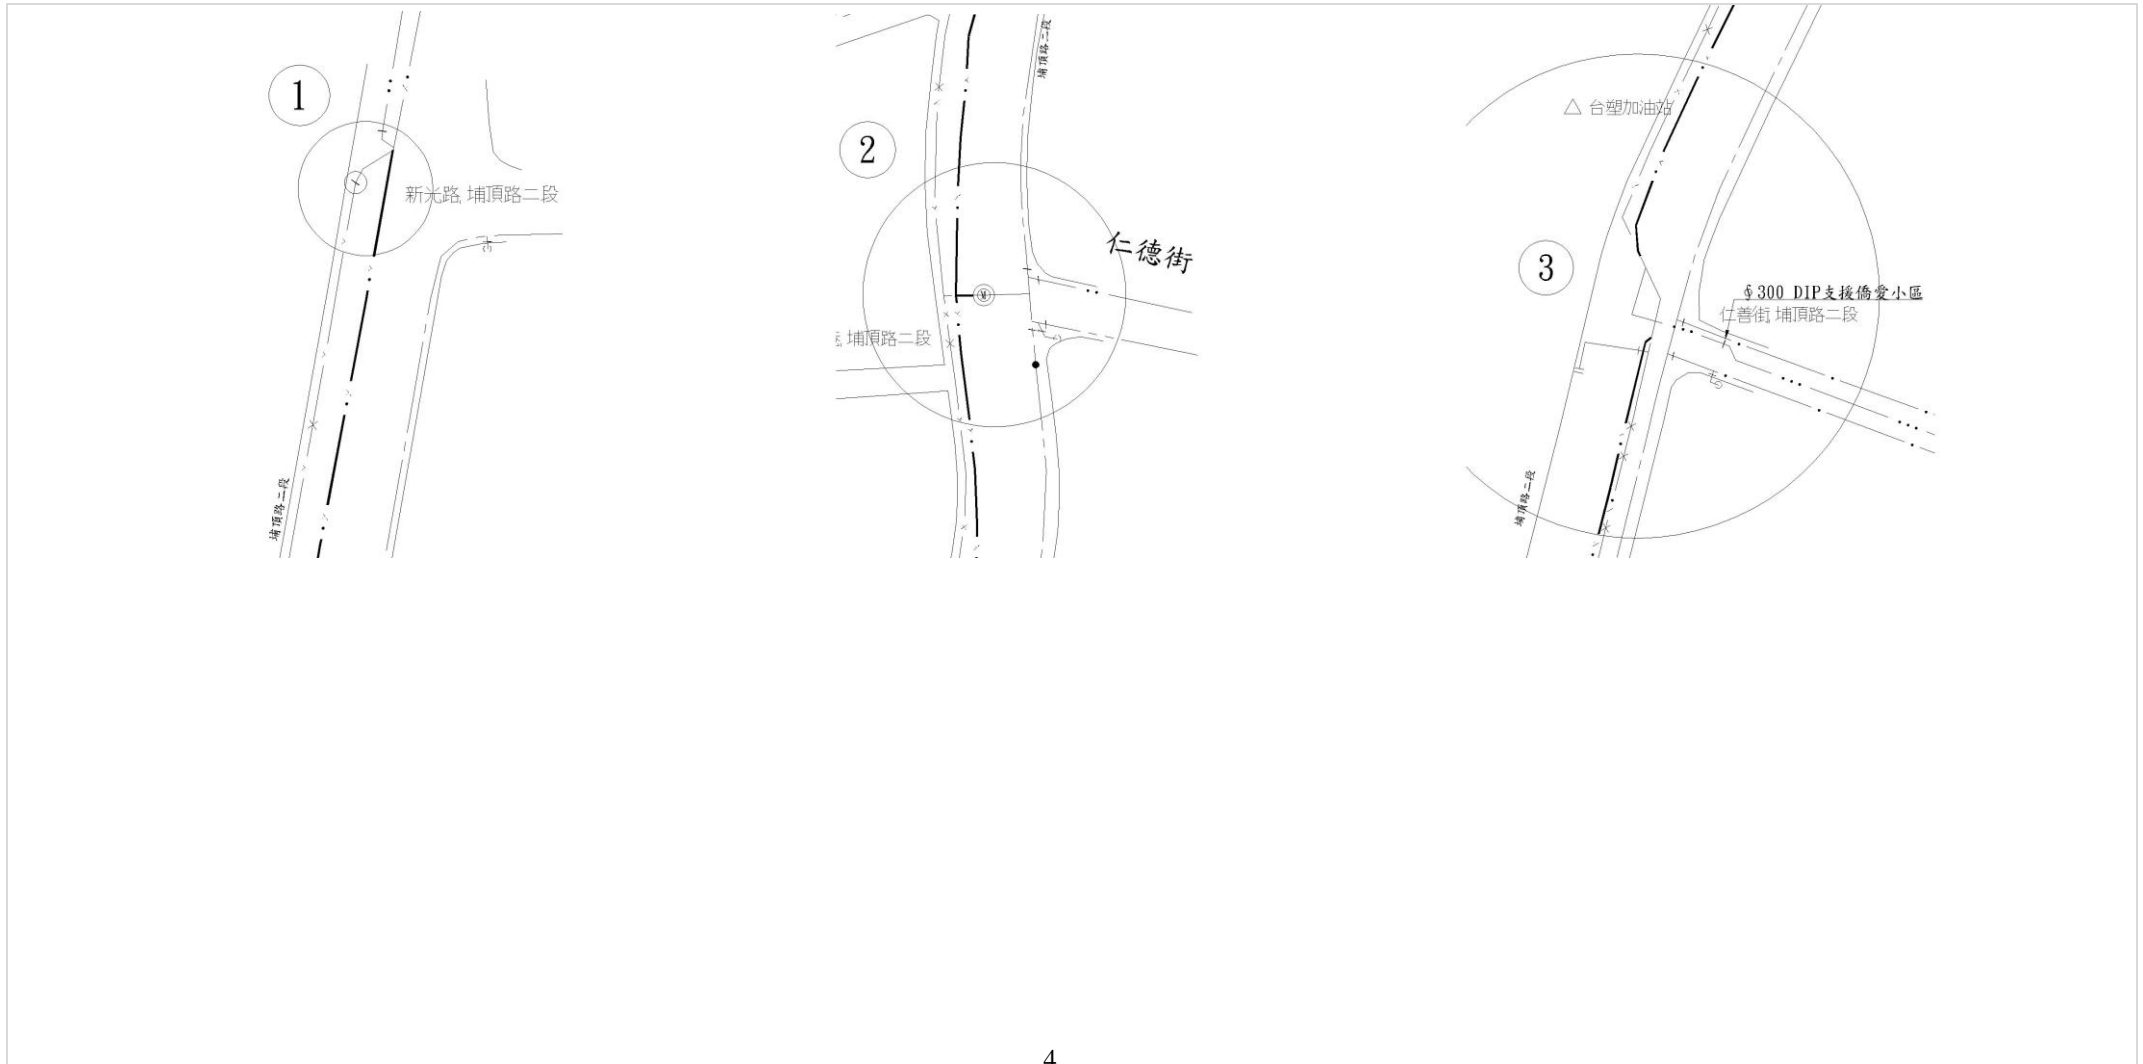 1
新光路, 埔頂路二段
埔頂路二段
2
埔頂路二段
仁德街
埔頂路二段
3
△ 台塑加油站
∮300 DIP支援僑愛小區
仁善街, 埔頂路二段
埔頂路二段
4